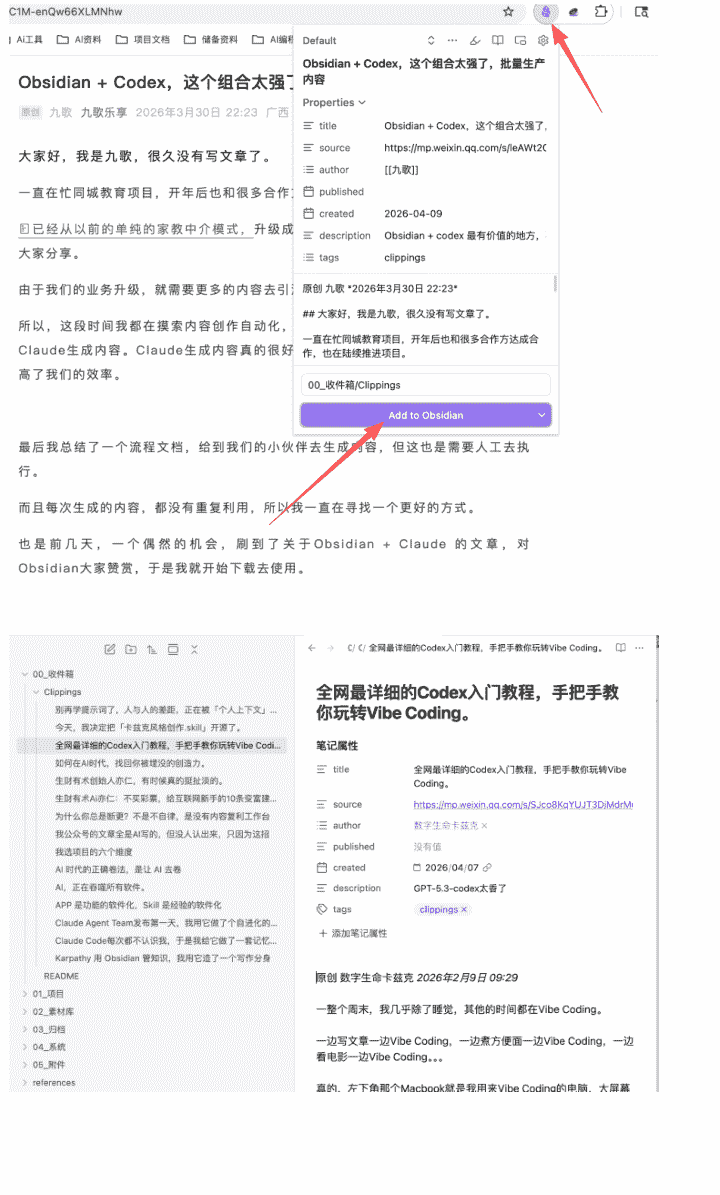 C1M-enQw66XLMNhw
AI工具 AI资料 项目文档 储备资料 AI编程
Default
Obsidian + Codex，这个组合太强了
原创 九歌 九歌乐享 2026年3月30日 22:23 广西
大家好，我是九歌，很久没有写文章了。
一直在忙同城教育项目，开年后也和很多合作方
已经从以前的单纯的家教中介模式，升级成
大家分享。
由于我们的业务升级，就需要更多的内容去引
所以，这段时间我都在摸索内容创作自动化，
Claude生成内容。Claude生成内容真的很好
高了我们的效率。
Obsidian + Codex，这个组合太强了，批量生产
内容
Properties
title Obsidian + Codex，这个组合太强了，
source https://mp.weixin.qq.com/s/leAWt2C
author [[九歌]]
published
created 2026-04-09
description Obsidian + codex 最有价值的地方，
tags clippings
原创 九歌 *2026年3月30日 22:23*
## 大家好，我是九歌，很久没有写文章了。
一直在忙同城教育项目，开年后也和很多合作方达成合
作，也在陆续推进项目。
00_收件箱/Clippings
Add to Obsidian
最后我总结了一个流程文档，给到我们的小伙伴去生成内容，但这也是需要人工去执
行。
而且每次生成的内容，都没有重复利用，所以我一直在寻找一个更好的方式。
也是前几天，一个偶然的机会，刷到了关于Obsidian + Claude 的文章，对
Obsidian大家赞赏，于是我就开始下载去使用。
00_收件箱
Clippings
别再学提示词了，人与人的差距，正在被「个人上下文」...
今天，我决定把「卡兹克风格创作.skill」开源了。
全网最详细的Codex入门教程，手把手教你玩转Vibe Codi...
如何在AI时代，找回你被埋没的创造力。
生财有术创始人亦仁，有时候真的挺扯淡的。
生财有术Ai亦仁：不买彩票，给互联网新手的10条变富建...
为什么你总是断更？不是不自律，是没有内容复利工作台
我公众号的文章全是AI写的，但没人认出来，只因为这招
我选项目的六个维度
AI 时代的正确卷法，是让 AI 去卷
AI，正在吞噬所有软件。
APP 是功能的软件化，Skill 是经验的软件化
Claude Agent Team发布第一天，我用它做了个自进化的...
Claude Code每次都不认识我，于是我给它做了一套记忆...
Karpathy 用 Obsidian 管知识，我用它造了一个写作分身
README
01_项目
02_素材库
03_归档
04_系统
05_附件
references
C/ C/ 全网最详细的Codex入门教程，手把手教你玩转Vibe Coding。
全网最详细的Codex入门教程，手把手教
你玩转Vibe Coding。
笔记属性
title 全网最详细的Codex入门教程，手把手教你玩转Vibe
Coding。
source https://mp.weixin.qq.com/s/SJco8KqYUJT3DjMdrM
author 数字生命卡兹克 ×
published 没有值
created 2026/04/07
description GPT-5.3-codex太香了
tags clippings ×
+ 添加笔记属性
原创 数字生命卡兹克 2026年2月9日 09:29
一整个周末，我几乎除了睡觉，其他的时间都在Vibe Coding。
一边写文章一边Vibe Coding，一边煮方便面一边Vibe Coding，一边
看电影一边Vibe Coding。。。
真的，左下角那个Macbook就是我用来Vibe Coding的电脑，大屏幕